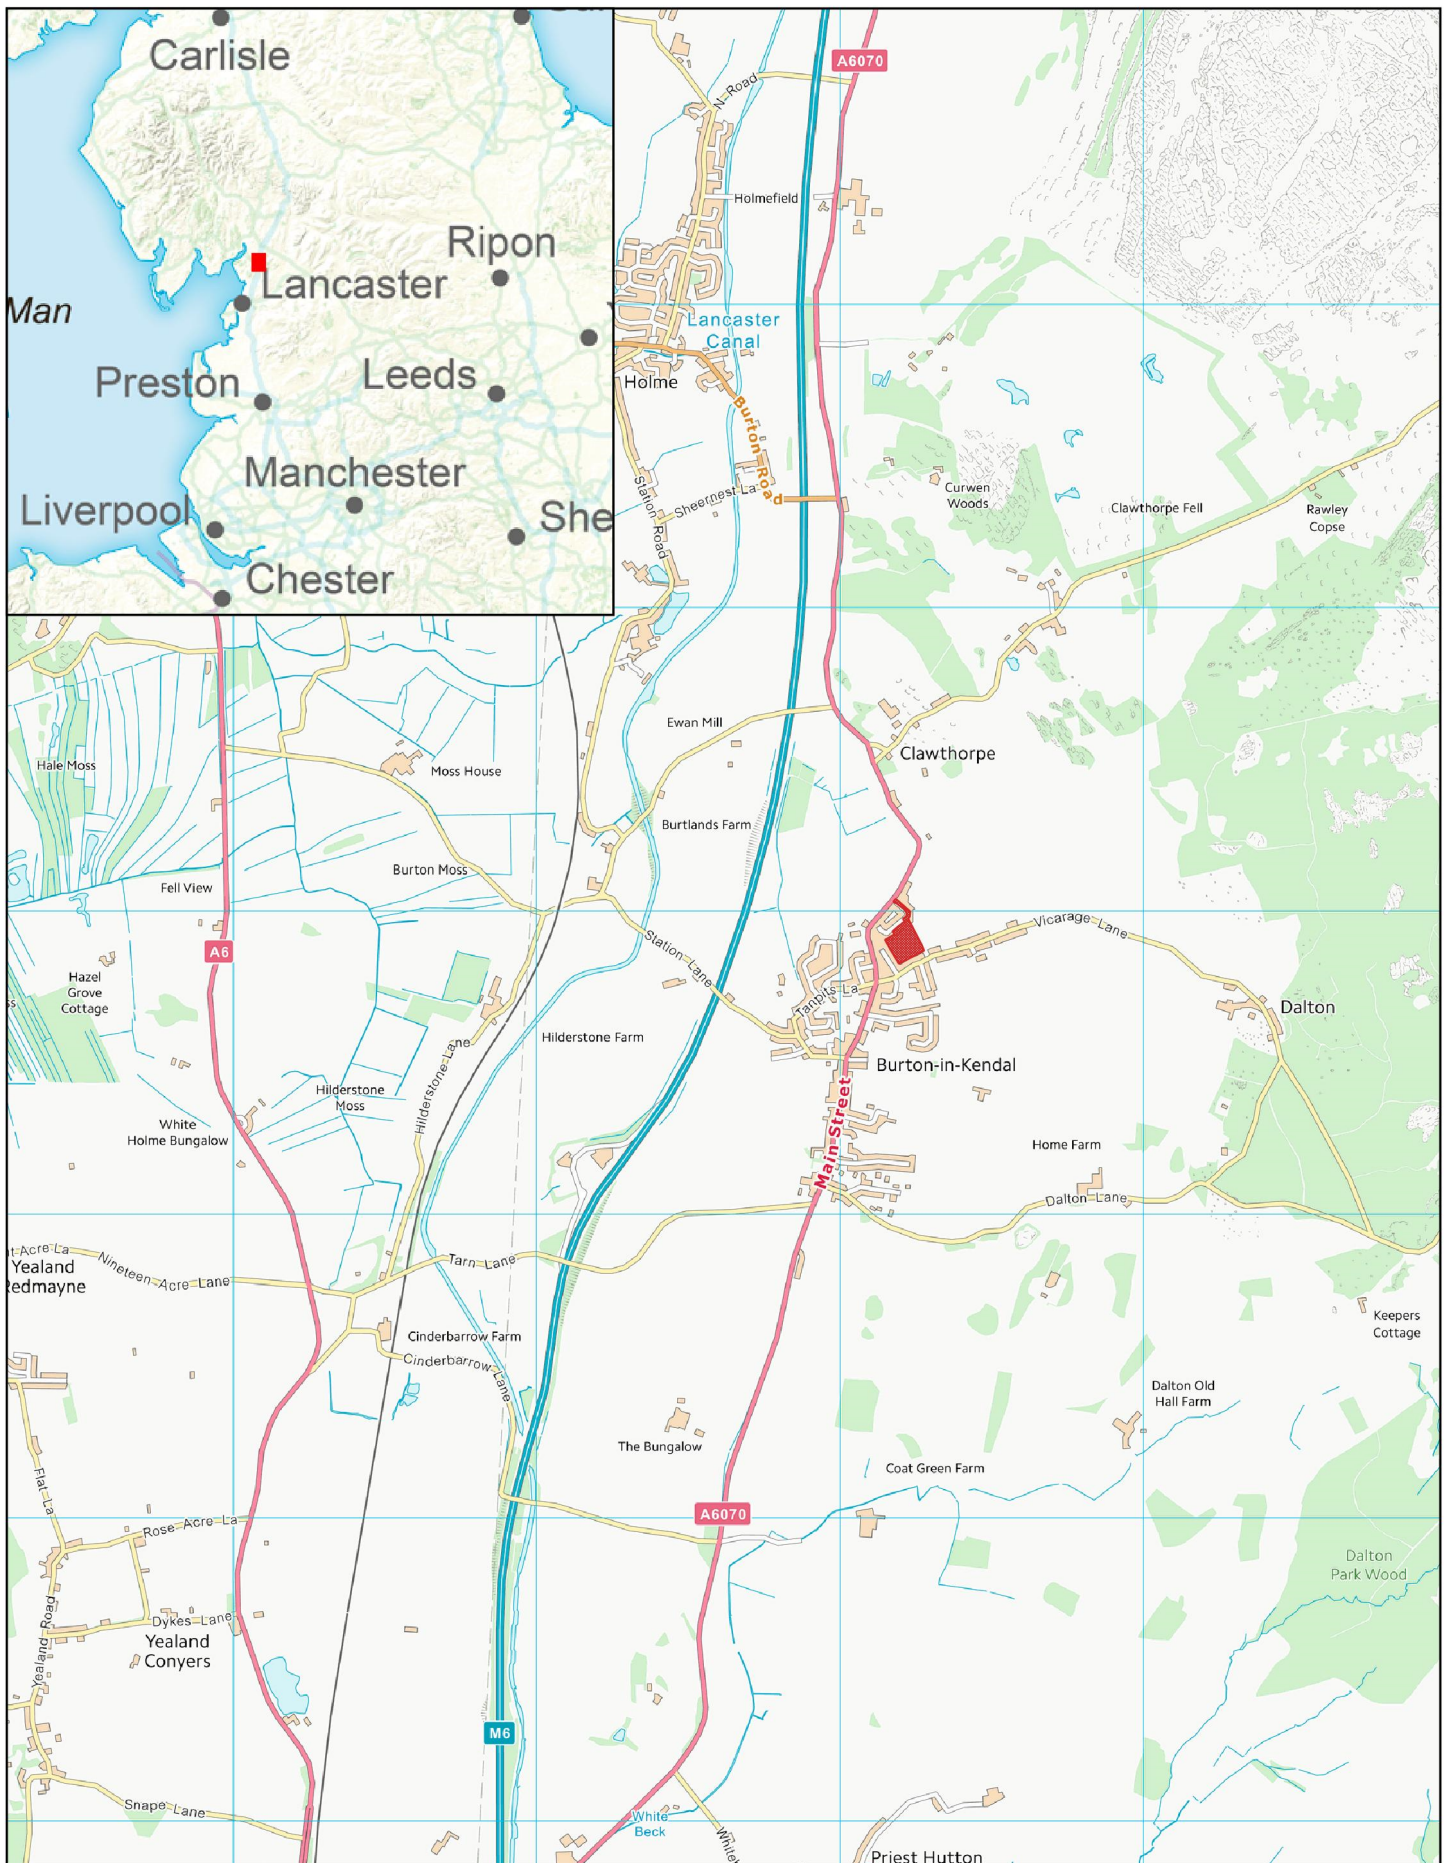 Carlisle
Ripon
Lancaster
Man
Preston
Leeds
Manchester
Liverpool
She
Chester
A6070
N Road
Holmefield
Lancaster
Canal
Holme
Burton Road
Station Road
Sheernest La
Curwen
Woods
Clawthorpe Fell
Rawley
Copse
Ewan Mill
Clawthorpe
Hale Moss
Moss House
Burtlands Farm
Burton Moss
Fell View
A6
Station Lane
Vicarage Lane
Hazel
Grove
Cottage
ss
Tanpits La
Dalton
Hilderstone Farm
Hilderstone Lane
Burton-in-Kendal
Hilderstone
Moss
White
Holme Bungalow
Main Street
Home Farm
Dalton Lane
t Acre La
Yealand
Redmayne
Nineteen Acre Lane
Tarn Lane
Keepers
Cottage
Cinderbarrow Farm
Cinderbarrow Lane
Dalton Old
Hall Farm
The Bungalow
Coat Green Farm
Flat La
Rose Acre La
A6070
Dalton
Park Wood
Yealand Road
Dykes Lane
Yealand
Conyers
M6
Snape Lane
White
Beck
Priest Hutton